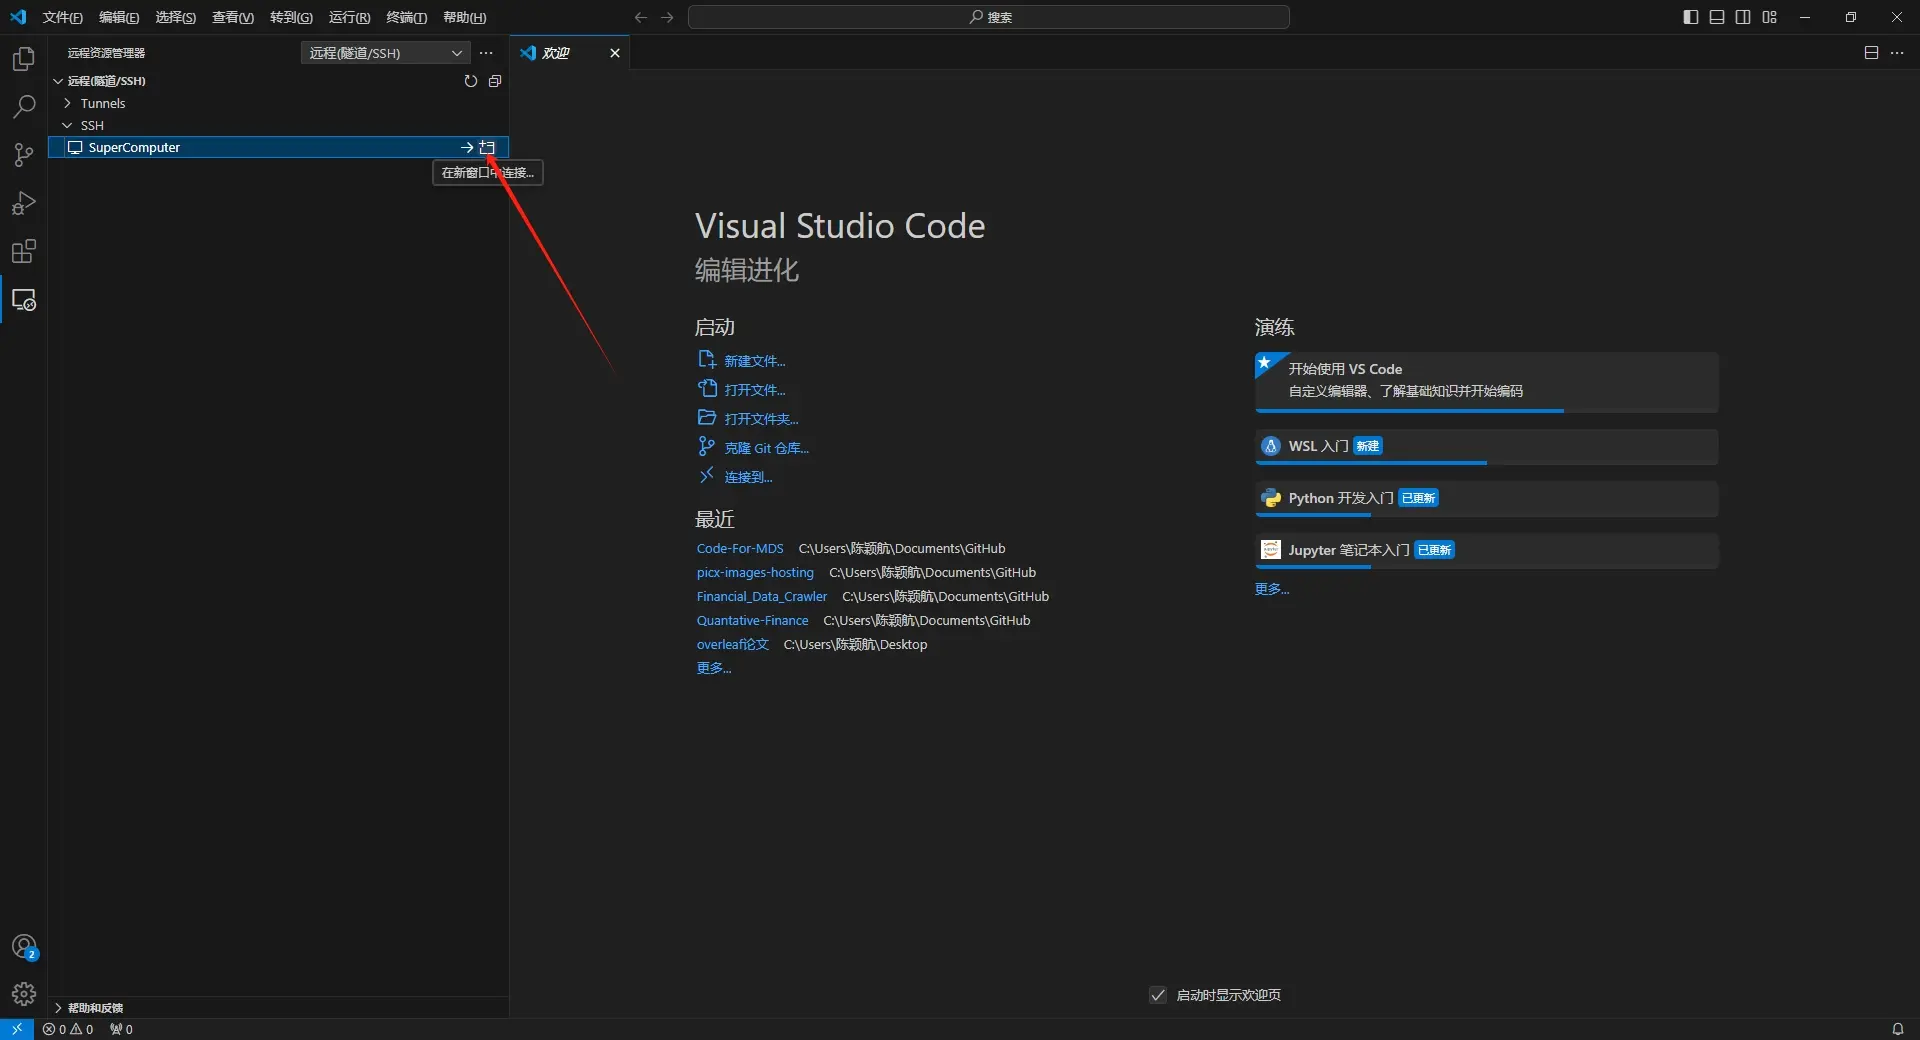 文件(F) 编辑(E) 选择(S) 查看(V) 转到(G) 运行(R) 终端(T) 帮助(H) 搜索
远程资源管理器 远程(隧道/SSH) 欢迎
远程(隧道/SSH)
Tunnels
SSH
SuperComputer
在新窗口中连接...
Visual Studio Code
编辑进化
启动
新建文件...
打开文件...
打开文件夹...
克隆 Git 仓库...
连接到...
最近
Code-For-MDS C:\Users\陈颖航\Documents\GitHub
picx-images-hosting C:\Users\陈颖航\Documents\GitHub
Financial_Data_Crawler C:\Users\陈颖航\Documents\GitHub
Quantative-Finance C:\Users\陈颖航\Documents\GitHub
overleaf论文 C:\Users\陈颖航\Desktop
更多...
演练
开始使用 VS Code
自定义编辑器、了解基础知识并开始编码
WSL 入门 新建
Python 开发入门 已更新
Jupyter 笔记本入门 已更新
更多...
启动时显示欢迎页
2
帮助和反馈
0 0 0